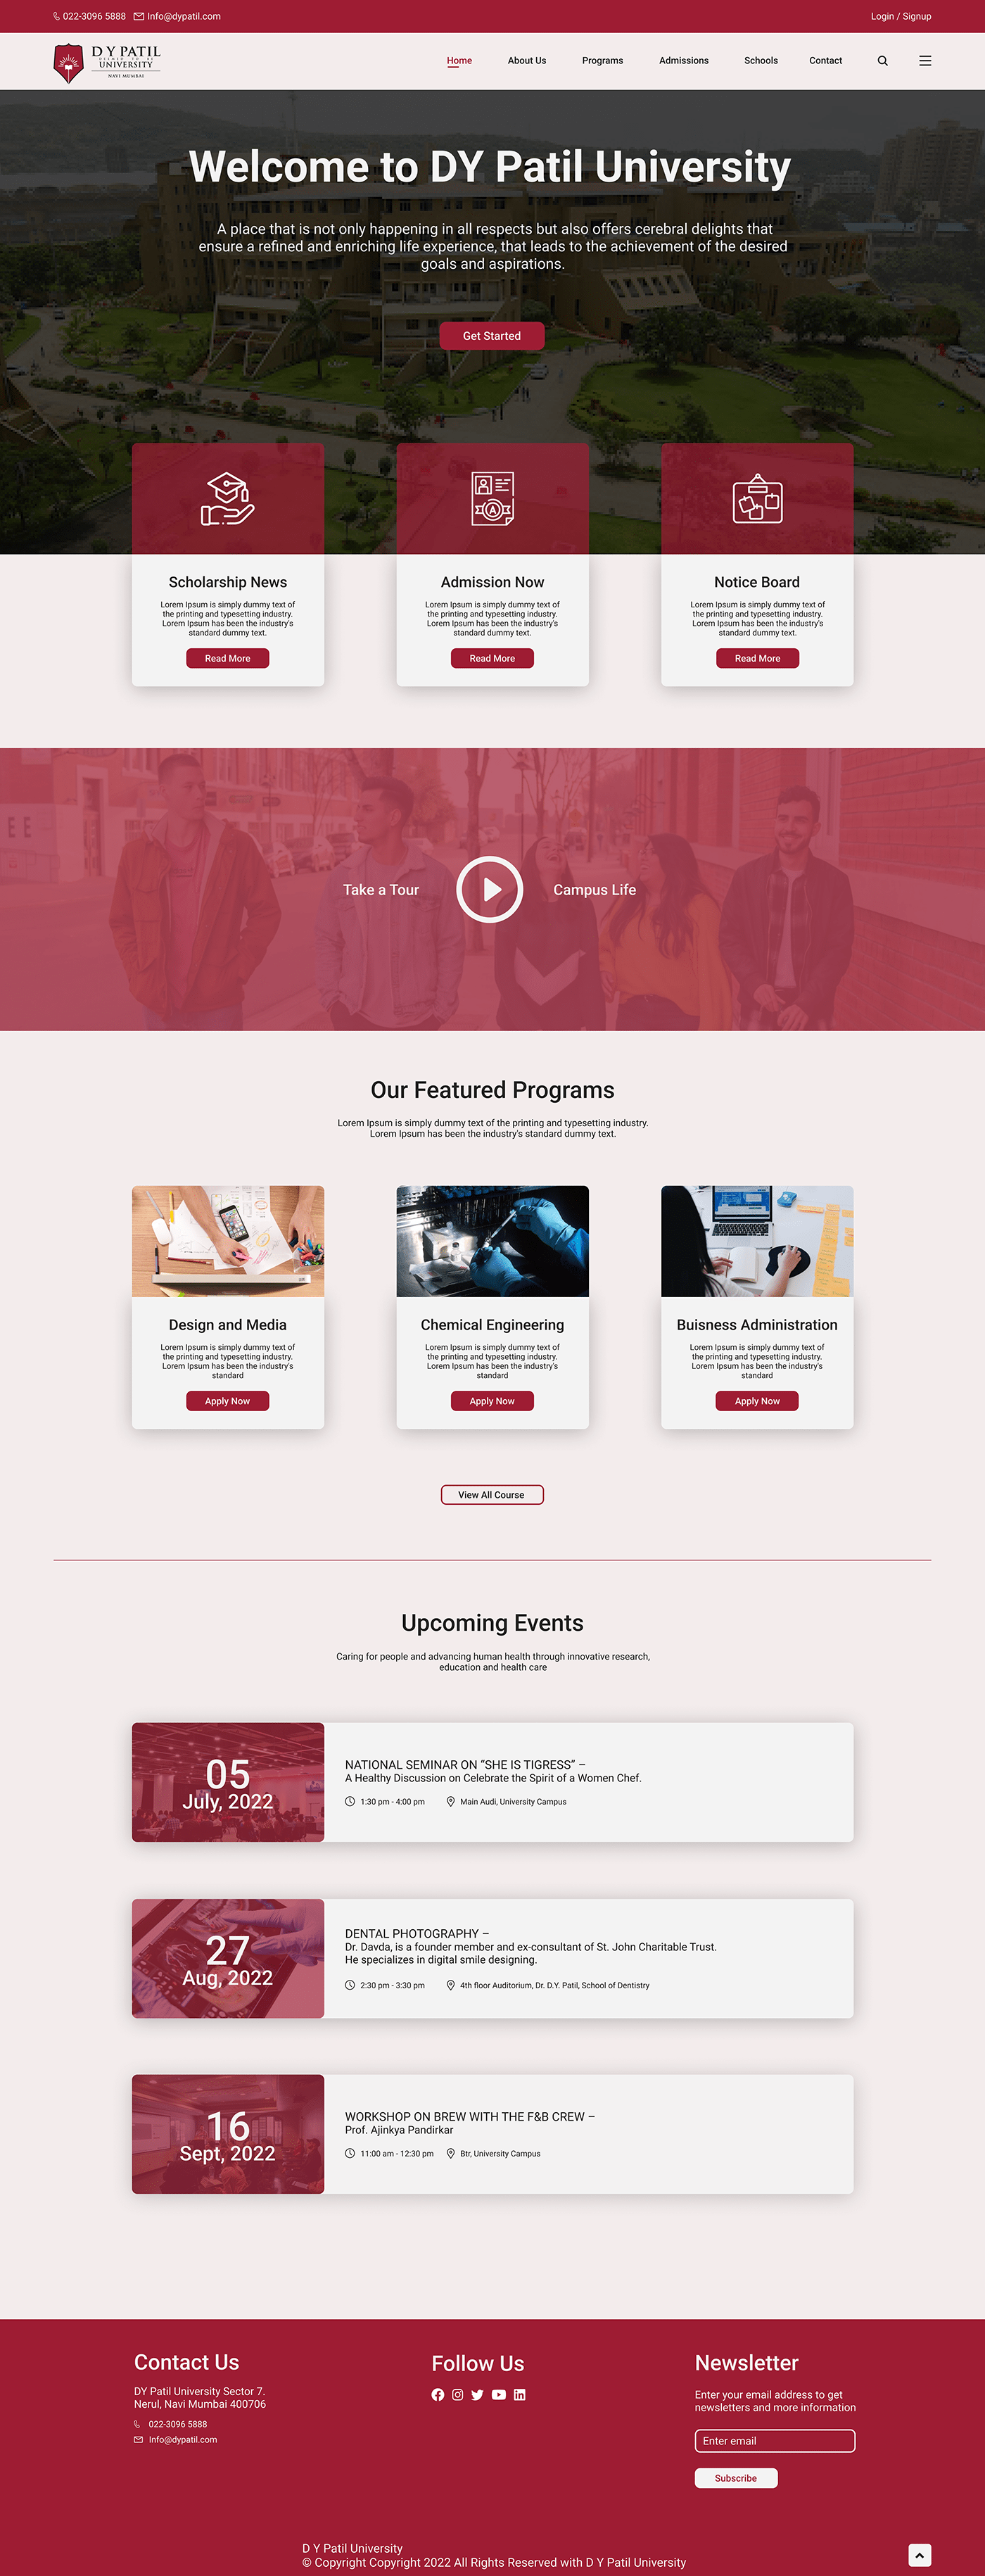 022-3096 5888 Info@dypatil.com Login / Signup
D Y PATIL
DEEMED TO BE
UNIVERSITY
NAVI MUMBAI
Home About Us Programs Admissions Schools Contact
Welcome to DY Patil University
A place that is not only happening in all respects but also offers cerebral delights that
ensure a refined and enriching life experience, that leads to the achievement of the desired
goals and aspirations.
Get Started
Scholarship News
Lorem Ipsum is simply dummy text of
the printing and typesetting industry.
Lorem Ipsum has been the industry's
standard dummy text.
Read More
Admission Now
Lorem Ipsum is simply dummy text of
the printing and typesetting industry.
Lorem Ipsum has been the industry's
standard dummy text.
Read More
Notice Board
Lorem Ipsum is simply dummy text of
the printing and typesetting industry.
Lorem Ipsum has been the industry's
standard dummy text.
Read More
Take a Tour Campus Life
Our Featured Programs
Lorem Ipsum is simply dummy text of the printing and typesetting industry.
Lorem Ipsum has been the industry's standard dummy text.
Design and Media
Lorem Ipsum is simply dummy text of
the printing and typesetting industry.
Lorem Ipsum has been the industry's
standard
Apply Now
Chemical Engineering
Lorem Ipsum is simply dummy text of
the printing and typesetting industry.
Lorem Ipsum has been the industry's
standard
Apply Now
Buisness Administration
Lorem Ipsum is simply dummy text of
the printing and typesetting industry.
Lorem Ipsum has been the industry's
standard
Apply Now
View All Course
Upcoming Events
Caring for people and advancing human health through innovative research,
education and health care
05
July, 2022
NATIONAL SEMINAR ON “SHE IS TIGRESS” –
A Healthy Discussion on Celebrate the Spirit of a Women Chef.
1:30 pm - 4:00 pm Main Audi, University Campus
27
Aug, 2022
DENTAL PHOTOGRAPHY –
Dr. Davda, is a founder member and ex-consultant of St. John Charitable Trust.
He specializes in digital smile designing.
2:30 pm - 3:30 pm 4th floor Auditorium, Dr. D.Y. Patil, School of Dentistry
16
Sept, 2022
WORKSHOP ON BREW WITH THE F&B CREW –
Prof. Ajinkya Pandirkar
11:00 am - 12:30 pm Btr, University Campus
Contact Us
DY Patil University Sector 7.
Nerul, Navi Mumbai 400706
022-3096 5888
Info@dypatil.com
Follow Us
Newsletter
Enter your email address to get
newsletters and more information
Enter email
Subscribe
D Y Patil University
© Copyright Copyright 2022 All Rights Reserved with D Y Patil University